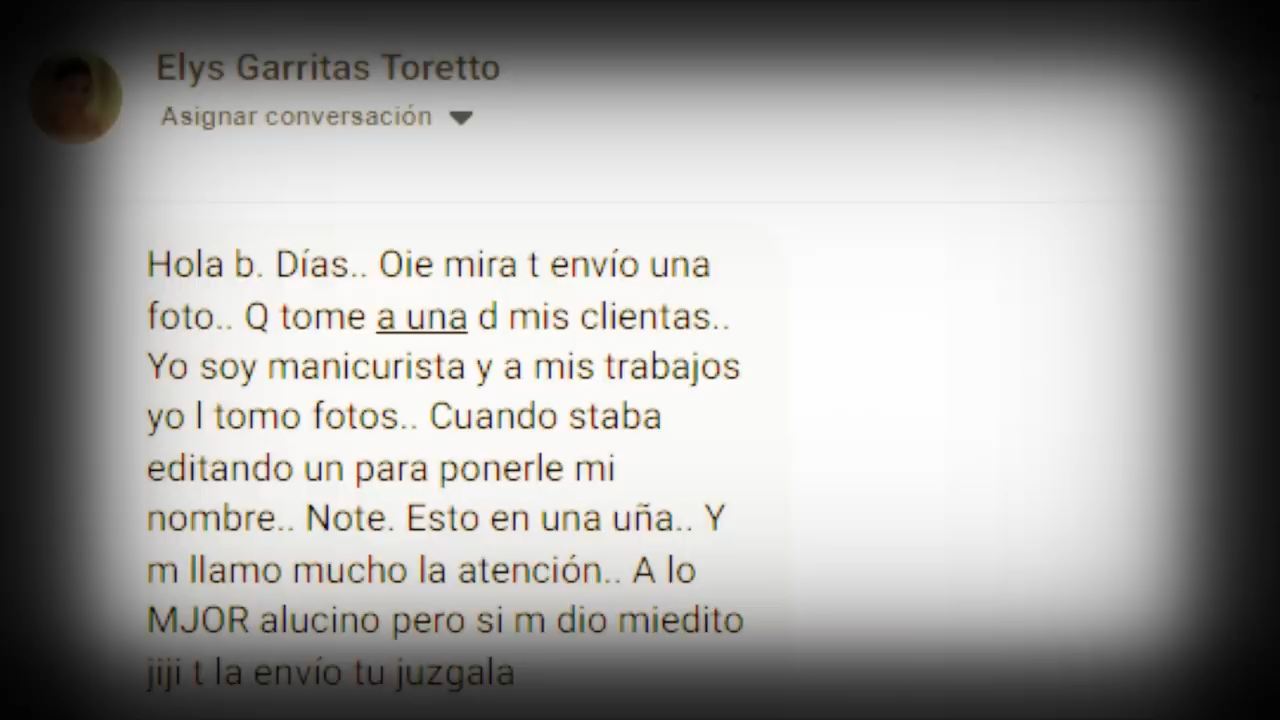 Elys Garritas Toretto
Asignar conversación
Hola b. Días.. Oie mira t envío una
foto.. Q tome a una d mis clientas..
Yo soy manicurista y a mis trabajos
yo l tomo fotos.. Cuando staba
editando un para ponerle mi
nombre.. Note. Esto en una uña.. Y
m llamo mucho la atención.. A lo
MJOR alucino pero si m dio miedito
jiji t la envío tu juzgala